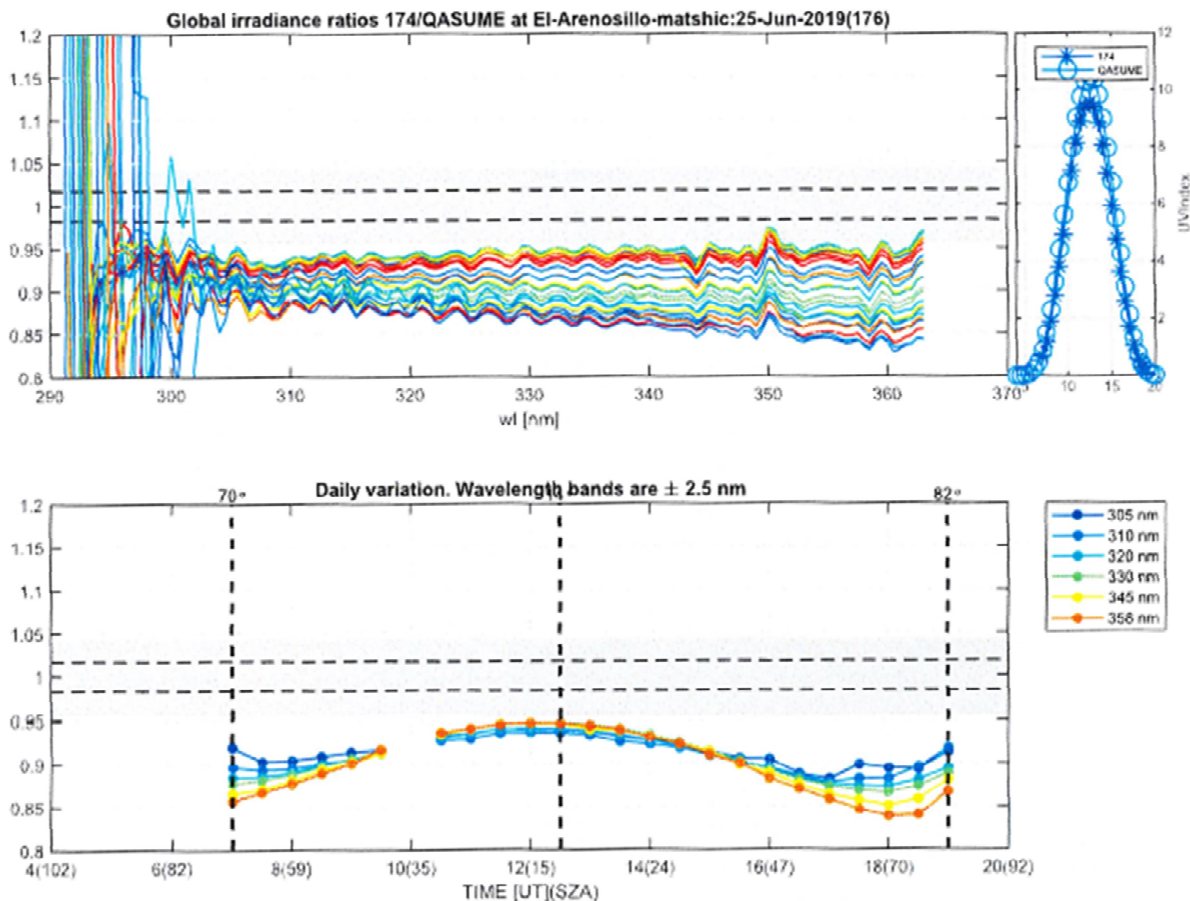 Global irradiance ratios 174/QASUME at El-Arenosillo-matshic:25-Jun-2019(176)
1.2
1.15
1.1
1.05
1
0.95
0.9
0.85
0.8
290 300 310 320 330 340 350 360 370
wl [nm]
174
QASUME
12
10
8
6
4
2
10 15 20
UVIndex
Daily variation. Wavelength bands are ± 2.5 nm
70°
82°
1.2
1.15
1.1
1.05
1
0.95
0.9
0.85
0.8
4(102) 6(82) 8(59) 10(35) 12(15) 14(24) 16(47) 18(70) 20(92)
TIME [UT](SZA)
305 nm
310 nm
320 nm
330 nm
345 nm
358 nm